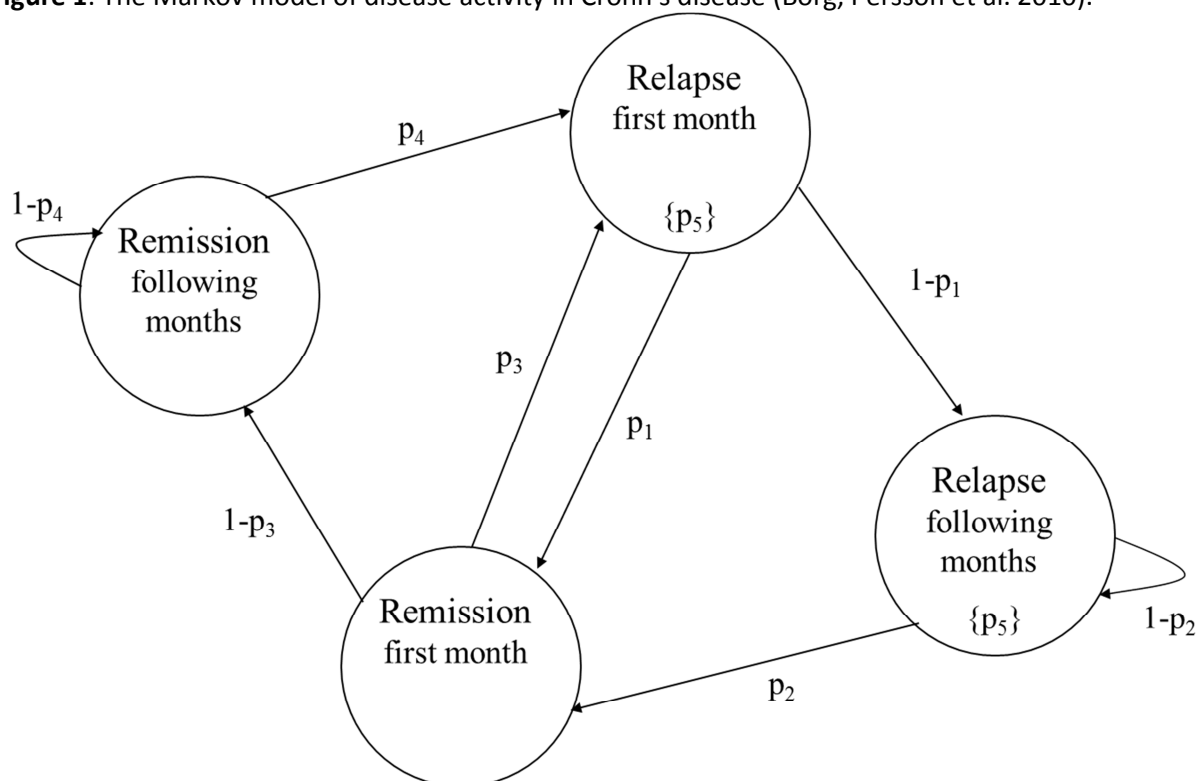 Figure 1. The Markov model of disease activity in Crohn's disease (Borg, Persson et al. 2010).
Relapse
first month
{p5}
p4
1-p4
Remission
following
months
1-p1
p3
p1
Relapse
following
months
{p5}
1-p2
1-p3
Remission
first month
p2